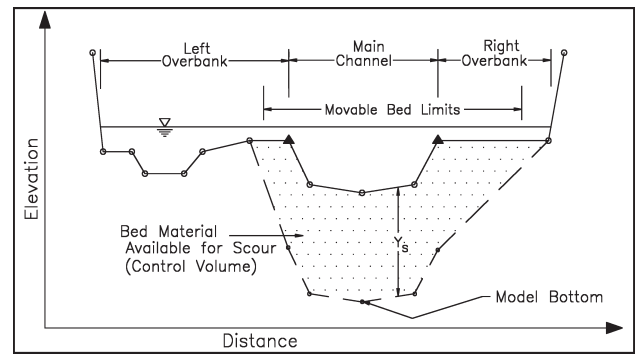 Left
Overbank
Main
Channel
Right
Overbank
Movable Bed Limits
Elevation
Bed Material
Available for Scour
(Control Volume)
Ys
Model Bottom
Distance